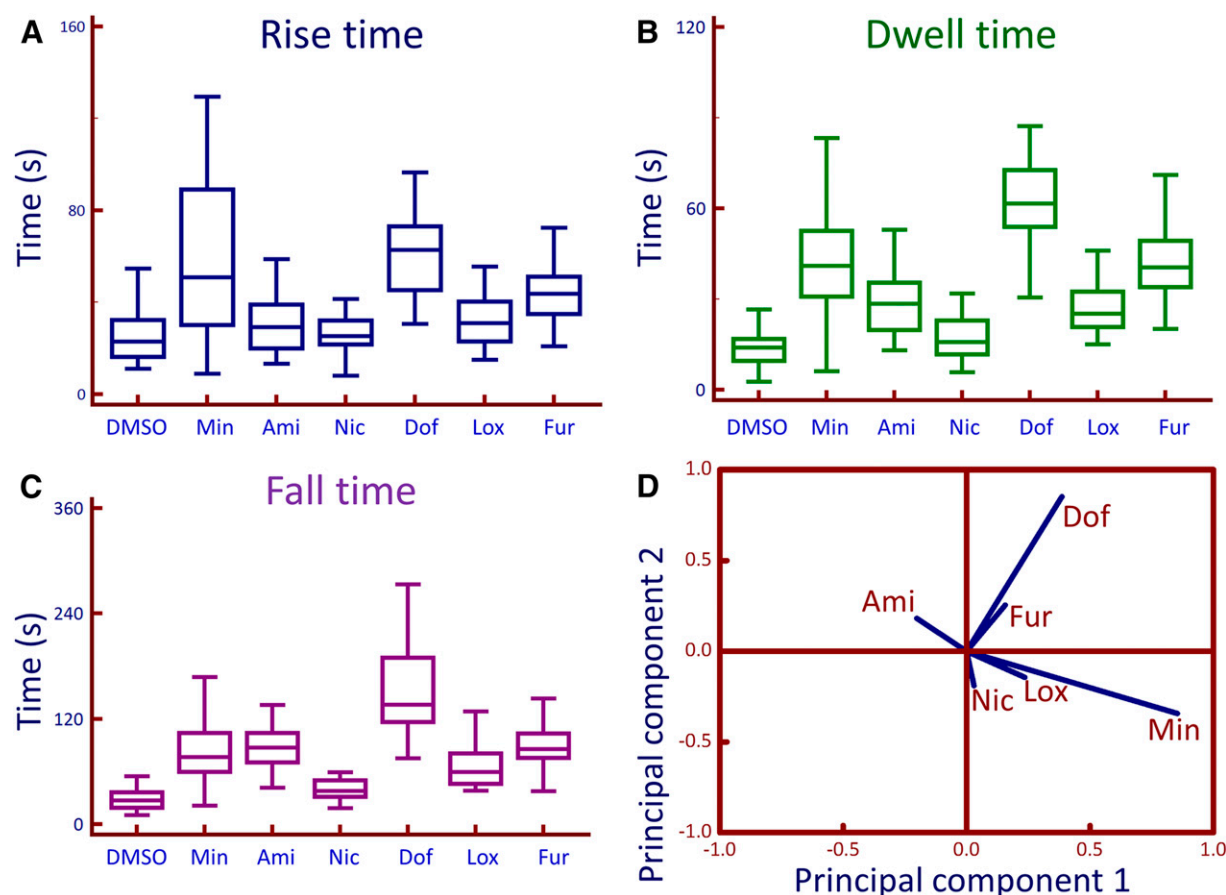 A
Rise time
160
80
0
Time (s)
DMSO Min Ami Nic Dof Lox Fur
B
Dwell time
120
60
0
Time (s)
DMSO Min Ami Nic Dof Lox Fur
C
Fall time
360
240
120
0
Time (s)
DMSO Min Ami Nic Dof Lox Fur
D
1.0
0.5
0.0
-0.5
-1.0
Principal component 2
Dof
Ami
Fur
Nic
Lox
Min
-1.0 -0.5 0.0 0.5 1.0
Principal component 1